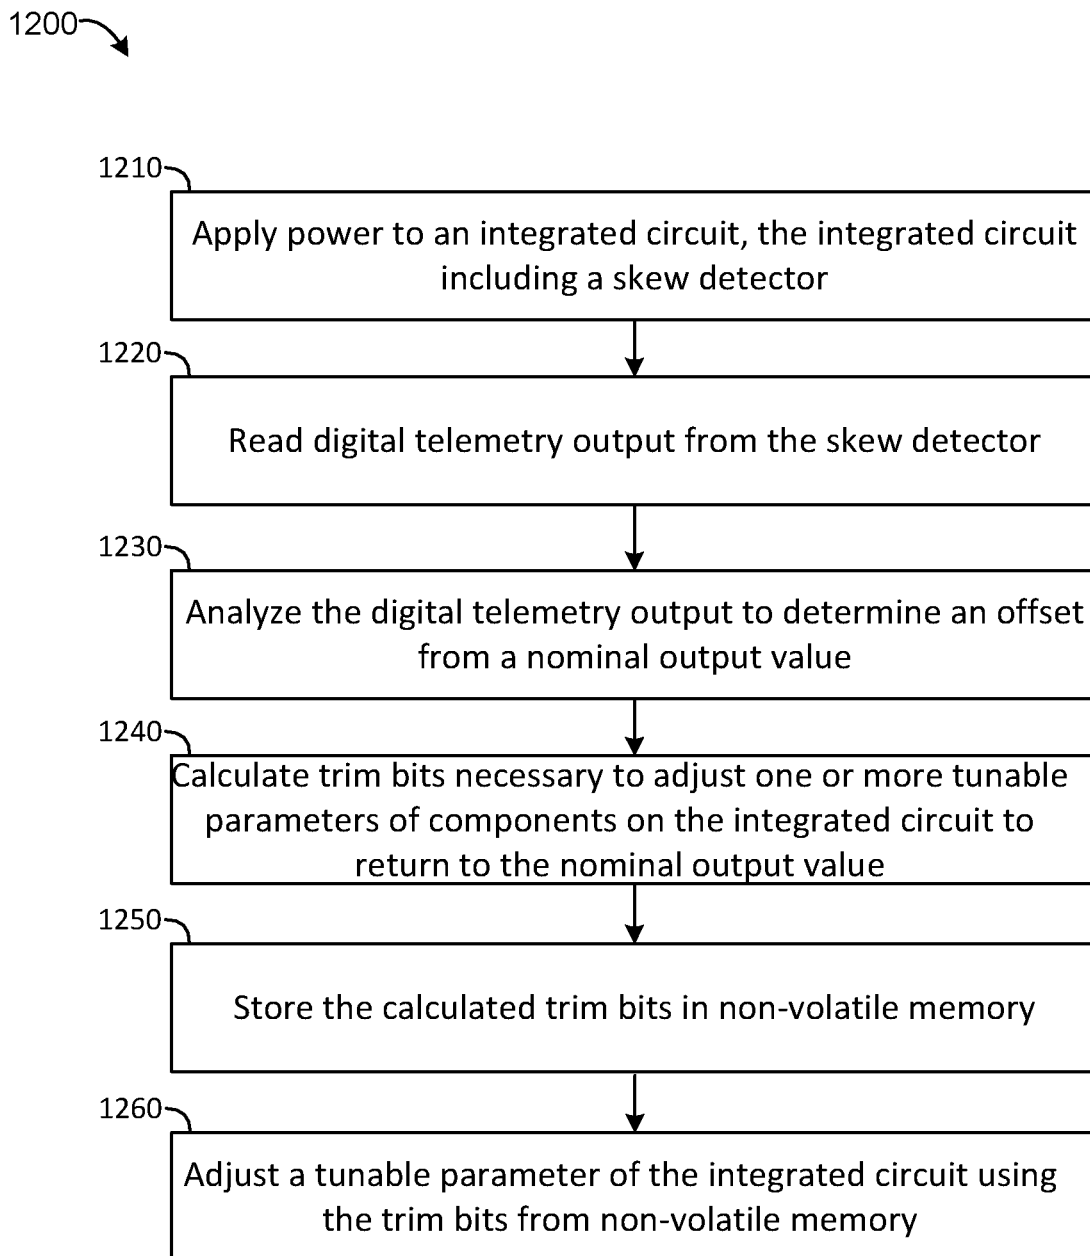 1200
1210
Apply power to an integrated circuit, the integrated circuit
including a skew detector
1220
Read digital telemetry output from the skew detector
1230
Analyze the digital telemetry output to determine an offset
from a nominal output value
1240
Calculate trim bits necessary to adjust one or more tunable
parameters of components on the integrated circuit to
return to the nominal output value
1250
Store the calculated trim bits in non-volatile memory
1260
Adjust a tunable parameter of the integrated circuit using
the trim bits from non-volatile memory